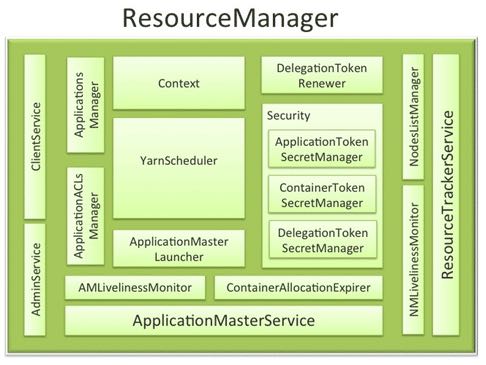 ResourceManager
ClientService
AdminService
Applications
Manager
ApplicationACLs
Manager
Context
YarnScheduler
ApplicationMaster
Launcher
DelegationToken
Renewer
Security
ApplicationToken
SecretManager
ContainerToken
SecretManager
DelegationToken
SecretManager
AMLivelinessMonitor
ContainerAllocationExpirer
ApplicationMasterService
NodesListManager
NMLivelinessMonitor
ResourceTrackerService